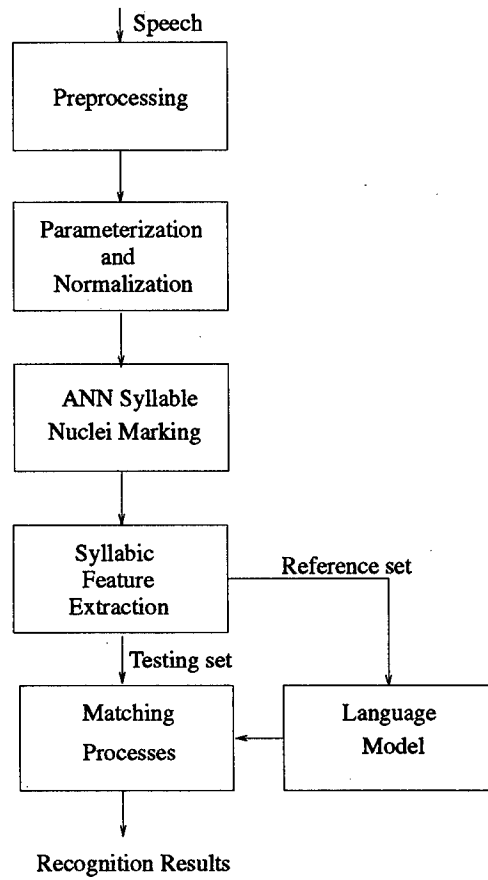 Speech
Preprocessing
Parameterization
and
Normalization
ANN Syllable
Nuclei Marking
Syllabic
Feature
Extraction
Reference set
Testing set
Matching
Processes
Language
Model
Recognition Results